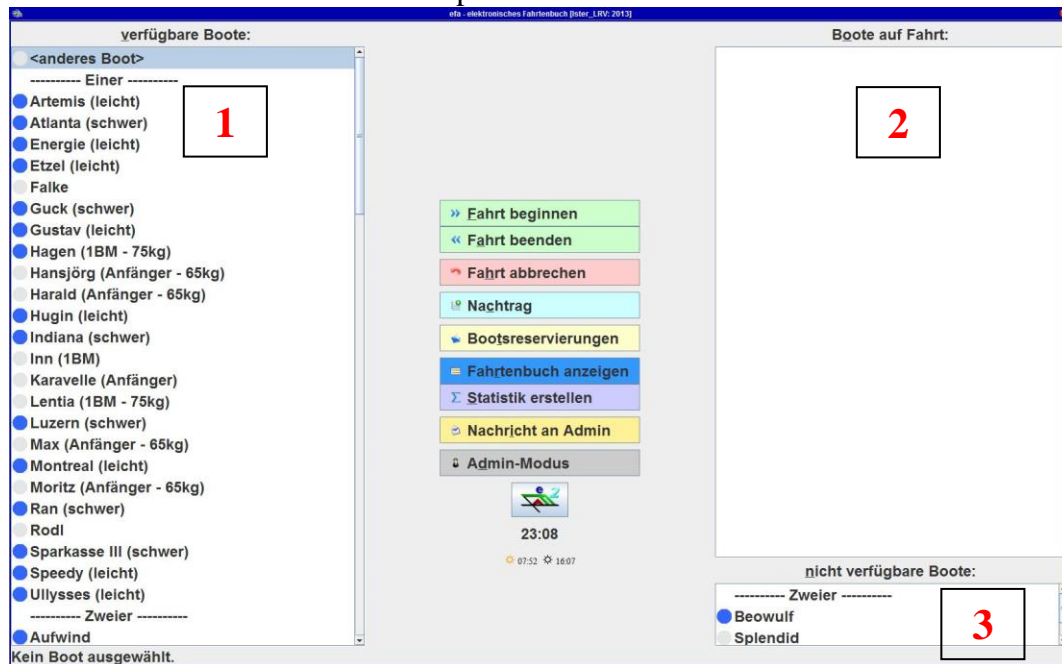 efa - elektronisches Fahrtenbuch [Ister_LRV: 2013]
verfügbare Boote:
<anderes Boot>
---------- Einer ----------
Artemis (leicht)
Atlanta (schwer)
Energie (leicht)
Etzel (leicht)
Falke
Guck (schwer)
Gustav (leicht)
Hagen (1BM - 75kg)
Hansjörg (Anfänger - 65kg)
Harald (Anfänger - 65kg)
Hugin (leicht)
Indiana (schwer)
Inn (1BM)
Karavelle (Anfänger)
Lentia (1BM - 75kg)
Luzern (schwer)
Max (Anfänger - 65kg)
Montreal (leicht)
Moritz (Anfänger - 65kg)
Ran (schwer)
Rodl
Sparkasse III (schwer)
Speedy (leicht)
Ullysses (leicht)
---------- Zweier ----------
Aufwind
Kein Boot ausgewählt.
1
Fahrt beginnen
Fahrt beenden
Fahrt abbrechen
Nachtrag
Bootsreservierungen
Fahrtenbuch anzeigen
Statistik erstellen
Nachricht an Admin
Admin-Modus
2
23:08
07:52 16:07
Boote auf Fahrt:
2
nicht verfügbare Boote:
---------- Zweier ----------
Beowulf
Splendid
3